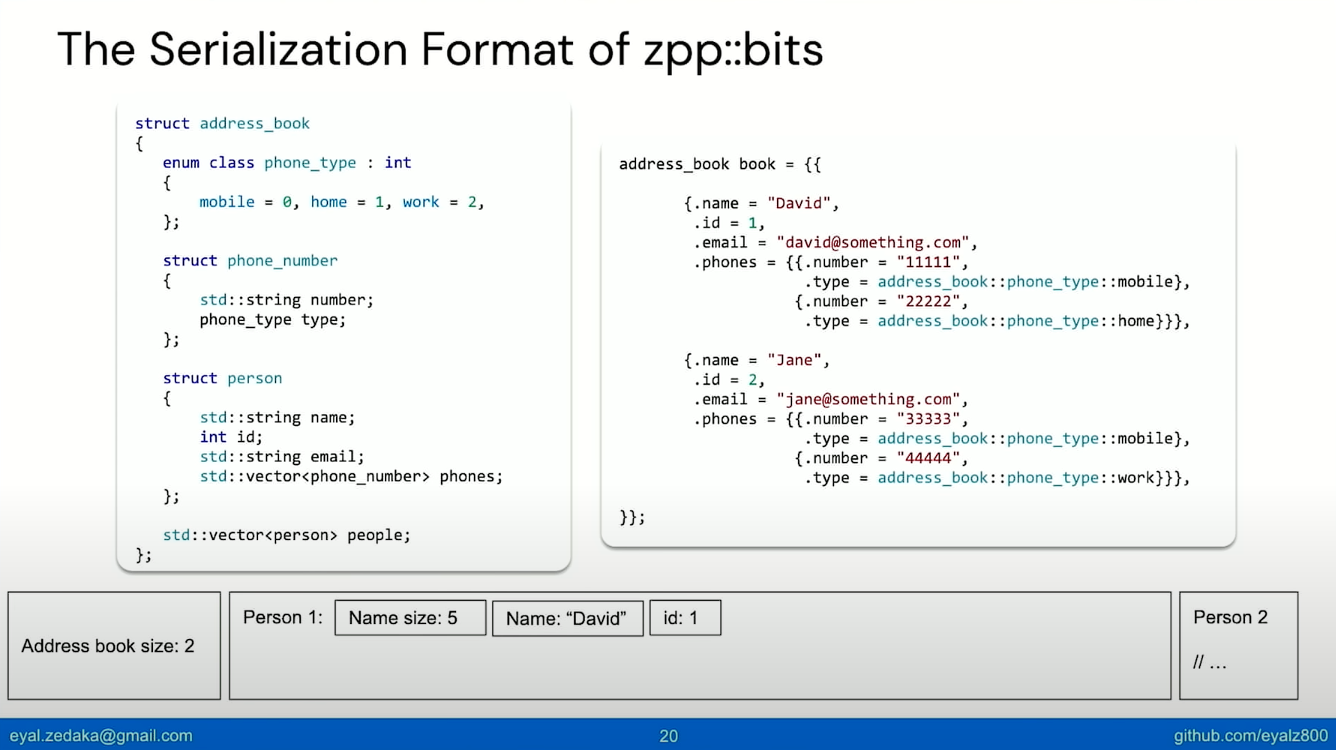 The Serialization Format of zpp::bits
struct address_book
{
enum class phone_type : int
{
mobile = 0, home = 1, work = 2,
};
struct phone_number
{
std::string number;
phone_type type;
};
struct person
{
std::string name;
int id;
std::string email;
std::vector<phone_number> phones;
};
std::vector<person> people;
};
address_book book = {{
{.name = "David",
.id = 1,
.email = "david@something.com",
.phones = {{.number = "11111",
.type = address_book::phone_type::mobile},
{.number = "22222",
.type = address_book::phone_type::home}}},
{.name = "Jane",
.id = 2,
.email = "jane@something.com",
.phones = {{.number = "33333",
.type = address_book::phone_type::mobile},
{.number = "44444",
.type = address_book::phone_type::work}}},
}};
Address book size: 2
Person 1: Name size: 5 Name: “David” id: 1
Person 2
// …
eyal.zedaka@gmail.com 20 github.com/eyalz800